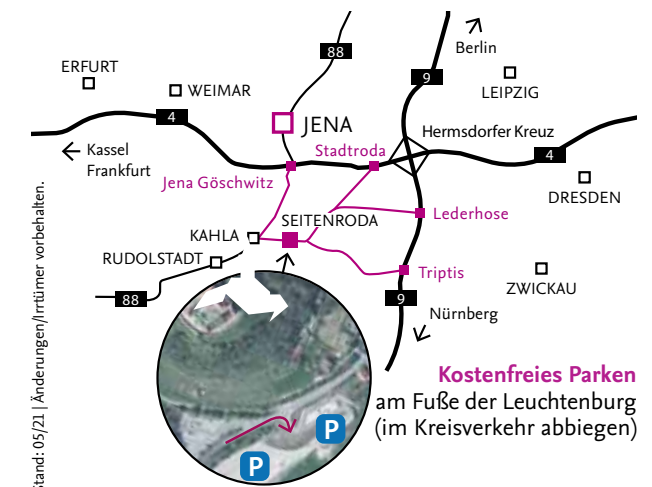 88
Berlin
ERFURT
9
WEIMAR
LEIPZIG
4
JENA
Hermsdorfer Kreuz
Stadtroda
Kassel
Frankfurt
4
Jena Göschwitz
DRESDEN
SEITENRODA
Lederhose
KAHLA
RUDOLSTADT
Triptis
ZWICKAU
88
9
Nürnberg
Kostenfreies Parken
am Fuße der Leuchtenburg
(im Kreisverkehr abbiegen)
P
P
Stand: 05/21 | Änderungen/Irrtümer vorbehalten.